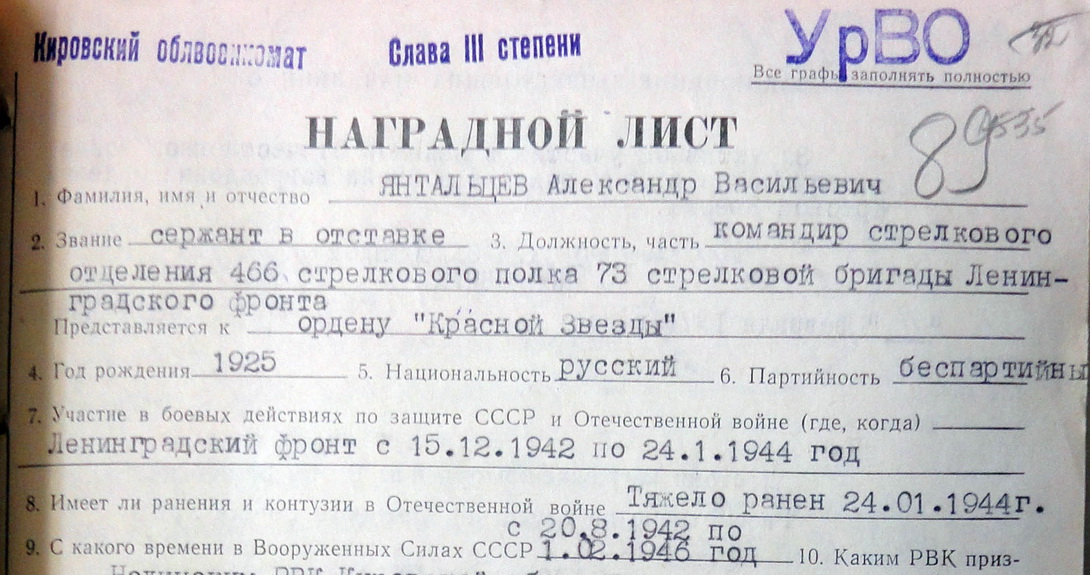 Кировский облвоенкомат Слава III степени УрВО
Все графы заполнять полностью
НАГРАДНОЙ ЛИСТ
89
1. Фамилия, имя и отчество ЯНТАЛЬЦЕВ Александр Васильевич
2. Звание сержант в отставке 3. Должность, часть командир стрелкового
отделения 466 стрелкового полка 73 стрелковой бригады Ленин-
градского фронта
Представляется к ордену "Красной Звезды"
4. Год рождения 1925 5. Национальность русский 6. Партийность беспартийны
7. Участие в боевых действиях по защите СССР и Отечественной войне (где, когда)
Ленинградский фронт с 15.12.1942 по 24.1.1944 год
8. Имеет ли ранения и контузии в Отечественной войне Тяжело ранен 24.01.1944г.
с 20.8.1942 по
9. С какого времени в Вооруженных Силах СССР 1.02.1946 год 10. Каким РВК приз-